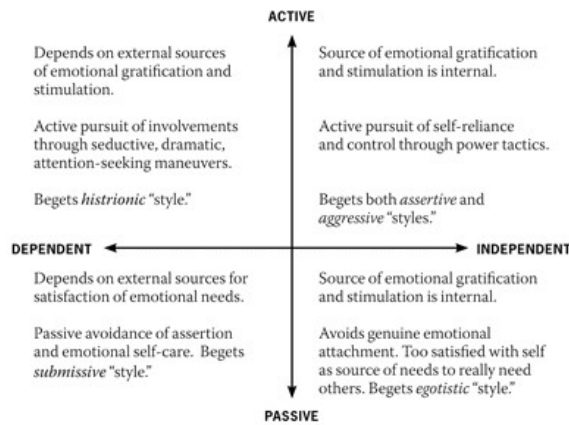 ACTIVE
Depends on external sources
of emotional gratification and
stimulation.
Active pursuit of involvements
through seductive, dramatic,
attention-seeking maneuvers.
Begets histrionic “style.”
Source of emotional gratification
and stimulation is internal.
Active pursuit of self-reliance
and control through power tactics.
Begets both assertive and
aggressive “styles.”
DEPENDENT
INDEPENDENT
Depends on external sources for
satisfaction of emotional needs.
Passive avoidance of assertion
and emotional self-care. Begets
submissive “style.”
Source of emotional gratification
and stimulation is internal.
Avoids genuine emotional
attachment. Too satisfied with self
as source of needs to really need
others. Begets egotistic “style.”
PASSIVE